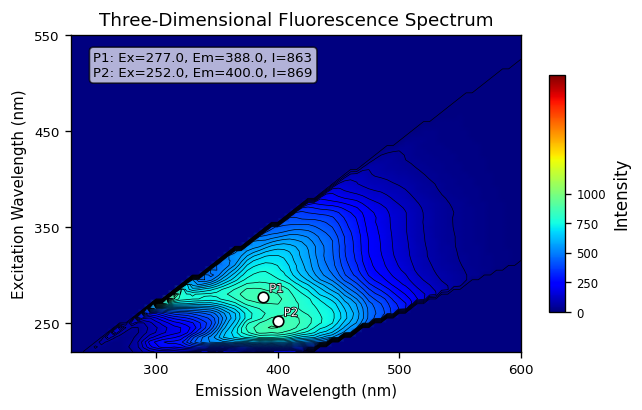 Three-Dimensional Fluorescence Spectrum
P1: Ex=277.0, Em=388.0, I=863
P2: Ex=252.0, Em=400.0, I=869
550
450
350
250
Excitation Wavelength (nm)
P1
P2
300
400
500
600
Emission Wavelength (nm)
1000
750
500
250
0
Intensity